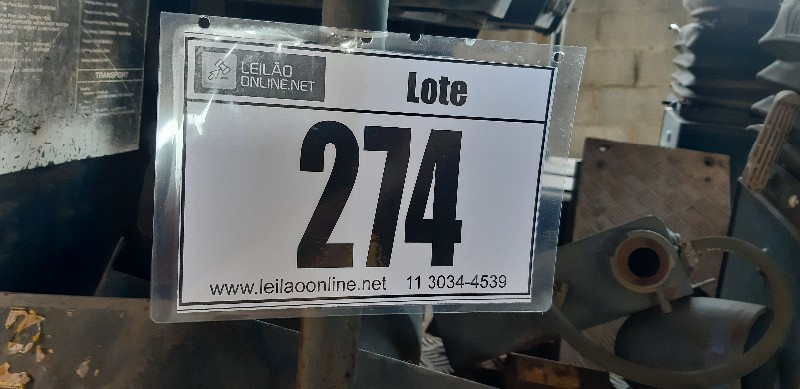 LEILÃO
ONLINE.NET
Lote
274
www.leilaoonline.net 11 3034-4539
TRANSPORT